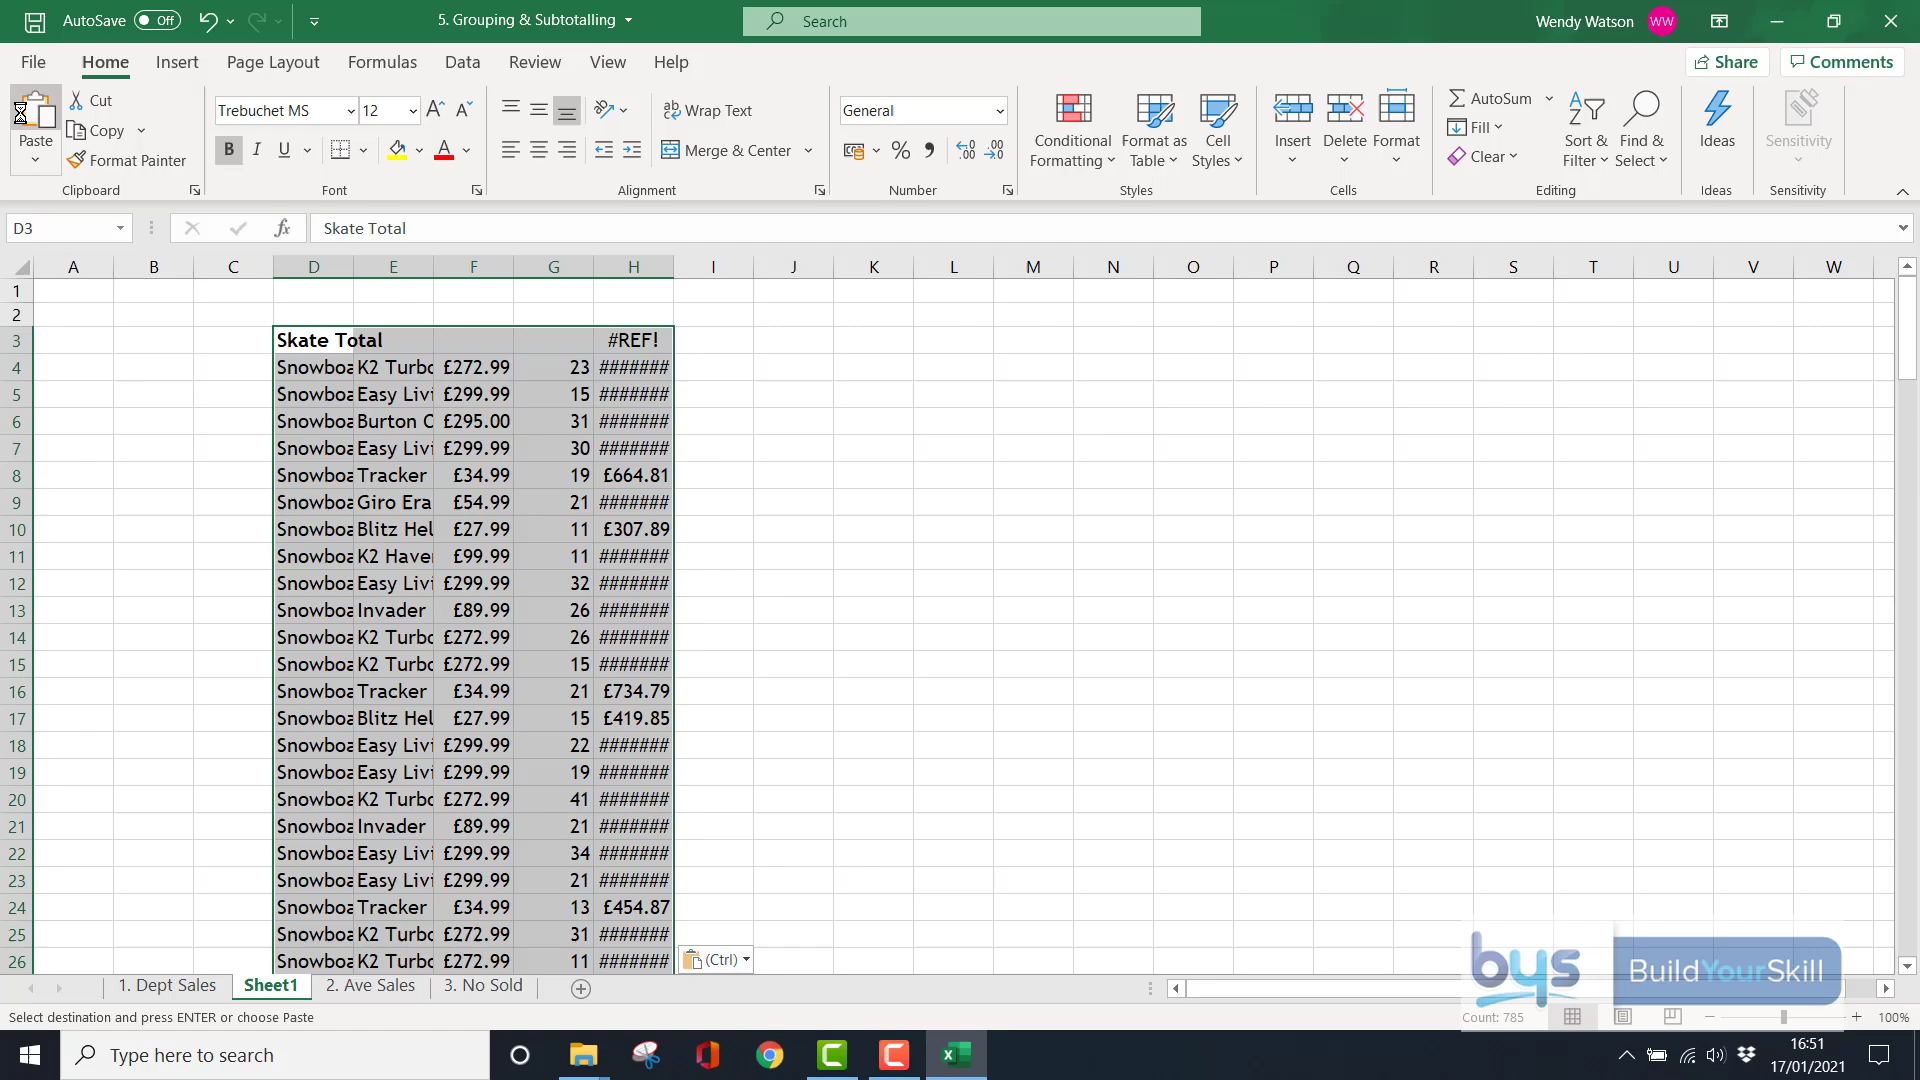 AutoSave Off 5. Grouping & Subtotalling Search Wendy Watson WW
File Home Insert Page Layout Formulas Data Review View Help Share Comments
Paste Cut Copy Format Painter Clipboard
Trebuchet MS 12 B I U A Font
Wrap Text Merge & Center Alignment
General % Number
Conditional Formatting Format as Table Cell Styles Styles
Insert Delete Format Cells
AutoSum Fill Clear Sort & Filter Find & Select Editing
Ideas Ideas
Sensitivity Sensitivity
D3 fx Skate Total
A B C D E F G H I J K L M N O P Q R S T U V W
1
2
3 Skate Total #REF!
4 Snowboa K2 Turbo £272.99 23 #######
5 Snowboa Easy Livi £299.99 15 #######
6 Snowboa Burton C £295.00 31 #######
7 Snowboa Easy Livi £299.99 30 #######
8 Snowboa Tracker £34.99 19 £664.81
9 Snowboa Giro Era £54.99 21 #######
10 Snowboa Blitz Hel £27.99 11 £307.89
11 Snowboa K2 Haven £99.99 11 #######
12 Snowboa Easy Livi £299.99 32 #######
13 Snowboa Invader £89.99 26 #######
14 Snowboa K2 Turbo £272.99 26 #######
15 Snowboa K2 Turbo £272.99 15 #######
16 Snowboa Tracker £34.99 21 £734.79
17 Snowboa Blitz Hel £27.99 15 £419.85
18 Snowboa Easy Livi £299.99 22 #######
19 Snowboa Easy Livi £299.99 19 #######
20 Snowboa K2 Turbo £272.99 41 #######
21 Snowboa Invader £89.99 21 #######
22 Snowboa Easy Livi £299.99 34 #######
23 Snowboa Easy Livi £299.99 21 #######
24 Snowboa Tracker £34.99 13 £454.87
25 Snowboa K2 Turbo £272.99 31 #######
26 Snowboa K2 Turbo £272.99 11 #######
(Ctrl)
bys BuildYourSkill
1. Dept Sales Sheet1 2. Ave Sales 3. No Sold
Select destination and press ENTER or choose Paste Count: 785 100%
Type here to search 16:51
17/01/2021